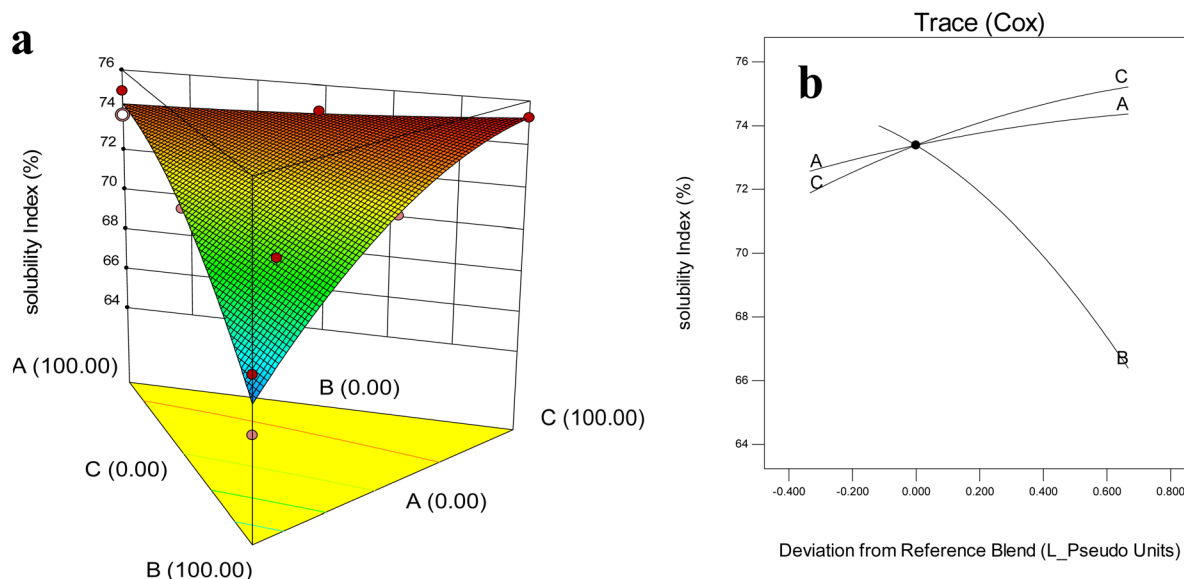 a
76
74
72
70
68
66
64
solubility Index (%)
A (100.00)
B (0.00)
C (100.00)
C (0.00)
A (0.00)
B (100.00)
Trace (Cox)
b
76
74
72
70
68
66
64
solubility Index (%)
C
A
A
C
B
-0.400 -0.200 0.000 0.200 0.400 0.600 0.800
Deviation from Reference Blend (L_Pseudo Units)